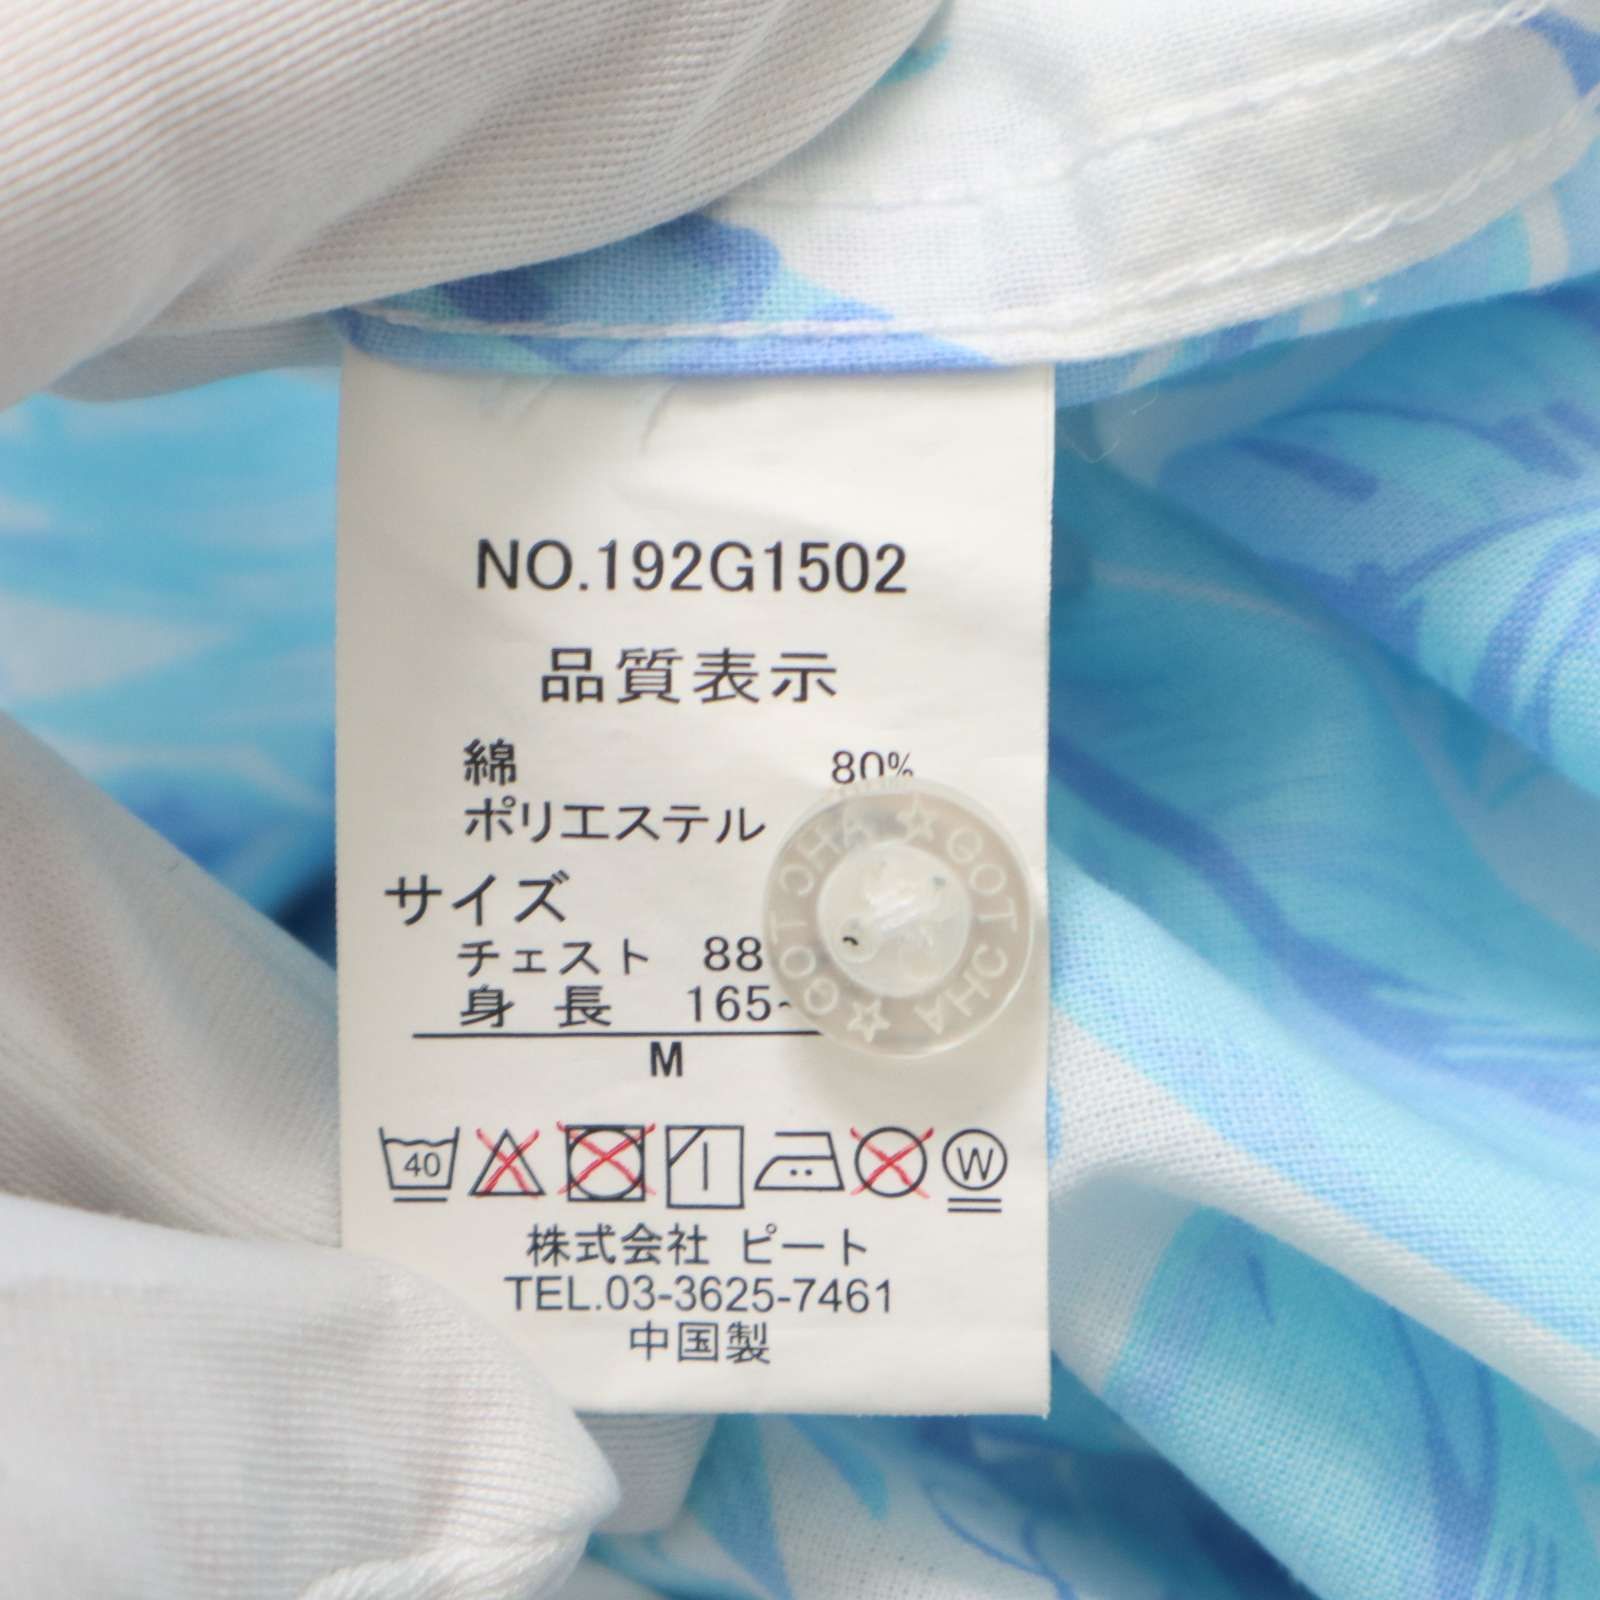 NO.192G1502
品質表示
綿 80%
ポリエステル
サイズ
チェスト 88
身 長 165-
M
40 W
株式会社 ピート
TEL.03-3625-7461
中国製
☆GOTCHA☆GOTCHA